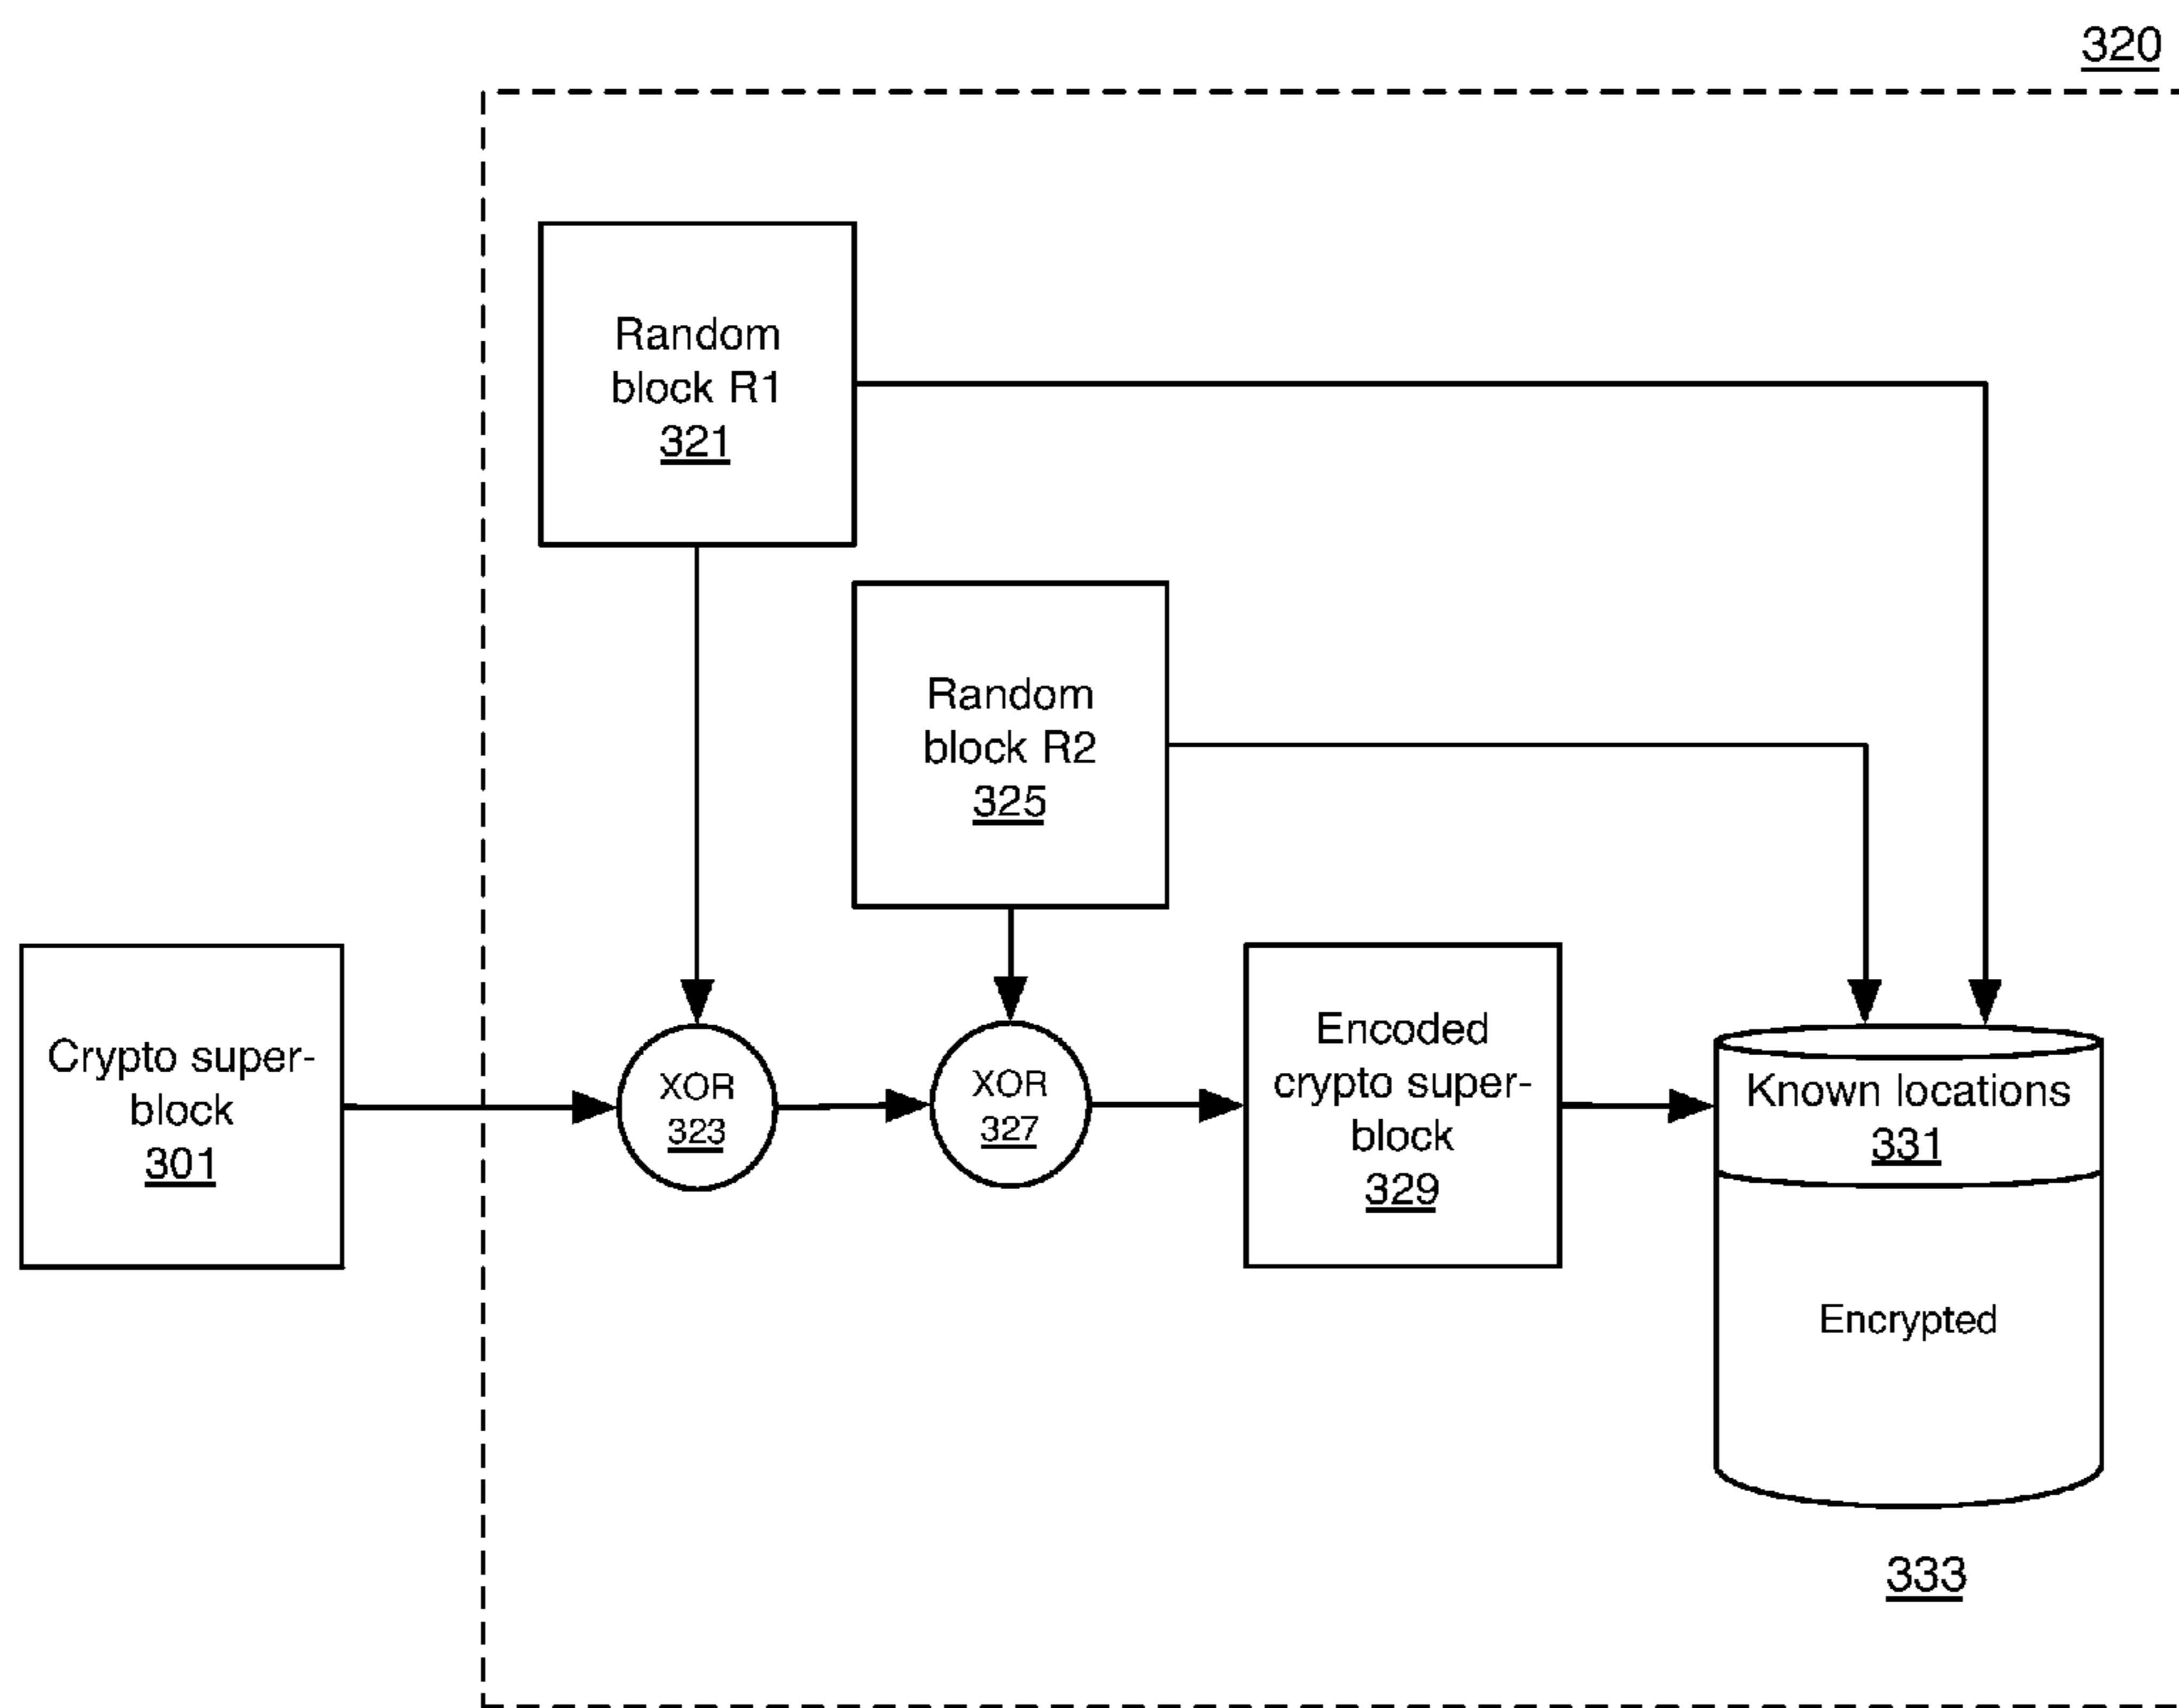 320
Random
block R1
321
Random
block R2
325
Crypto super-
block
301
XOR
323
XOR
327
Encoded
crypto super-
block
329
Known locations
331
Encrypted
333